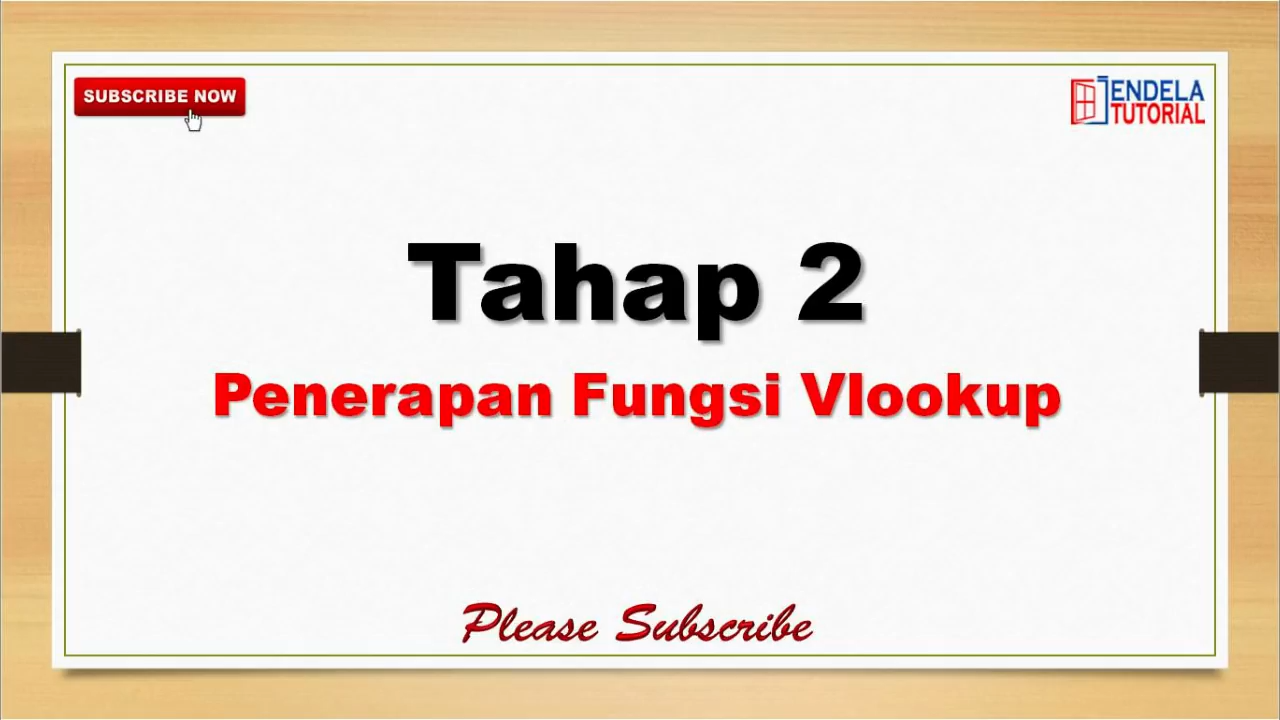 SUBSCRIBE NOW
JENDELA
TUTORIAL
Tahap 2
Penerapan Fungsi Vlookup
Please Subscribe